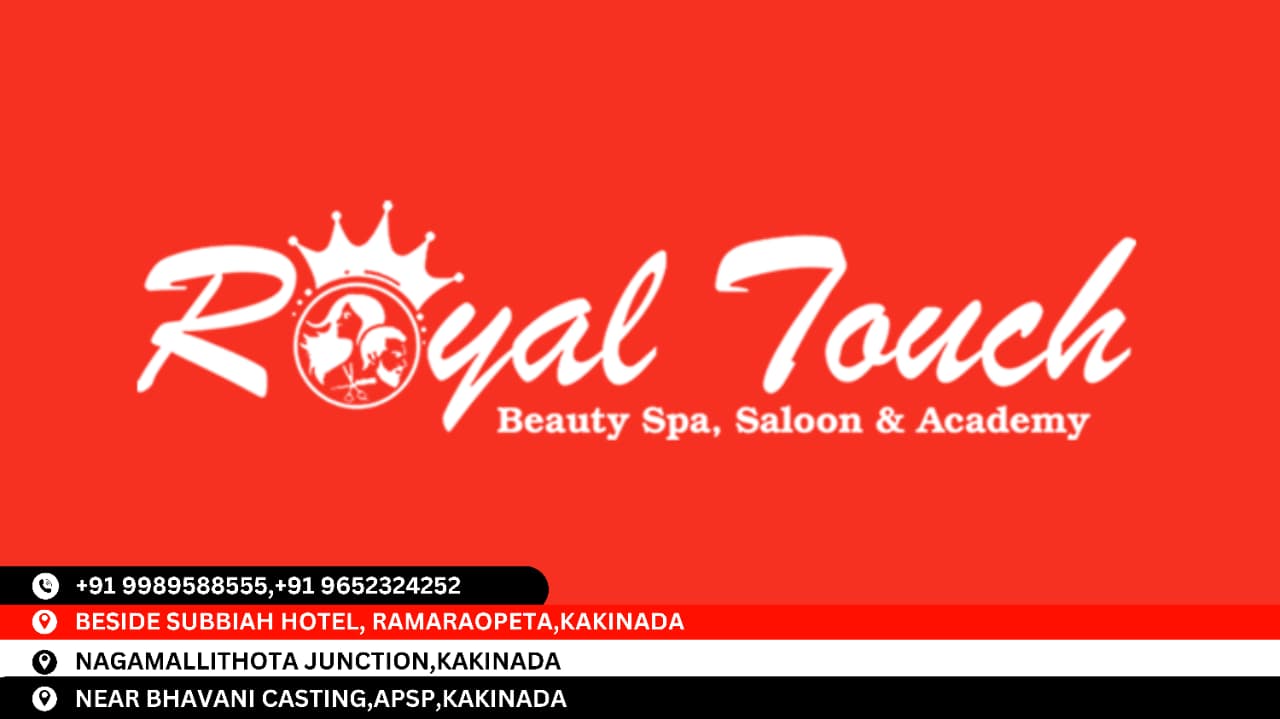 Royal Touch
Beauty Spa, Saloon & Academy
+91 9989588555,+91 9652324252
BESIDE SUBBIAH HOTEL, RAMARAOPETA,KAKINADA
NAGAMALLITHOTA JUNCTION,KAKINADA
NEAR BHAVANI CASTING,APSP,KAKINADA